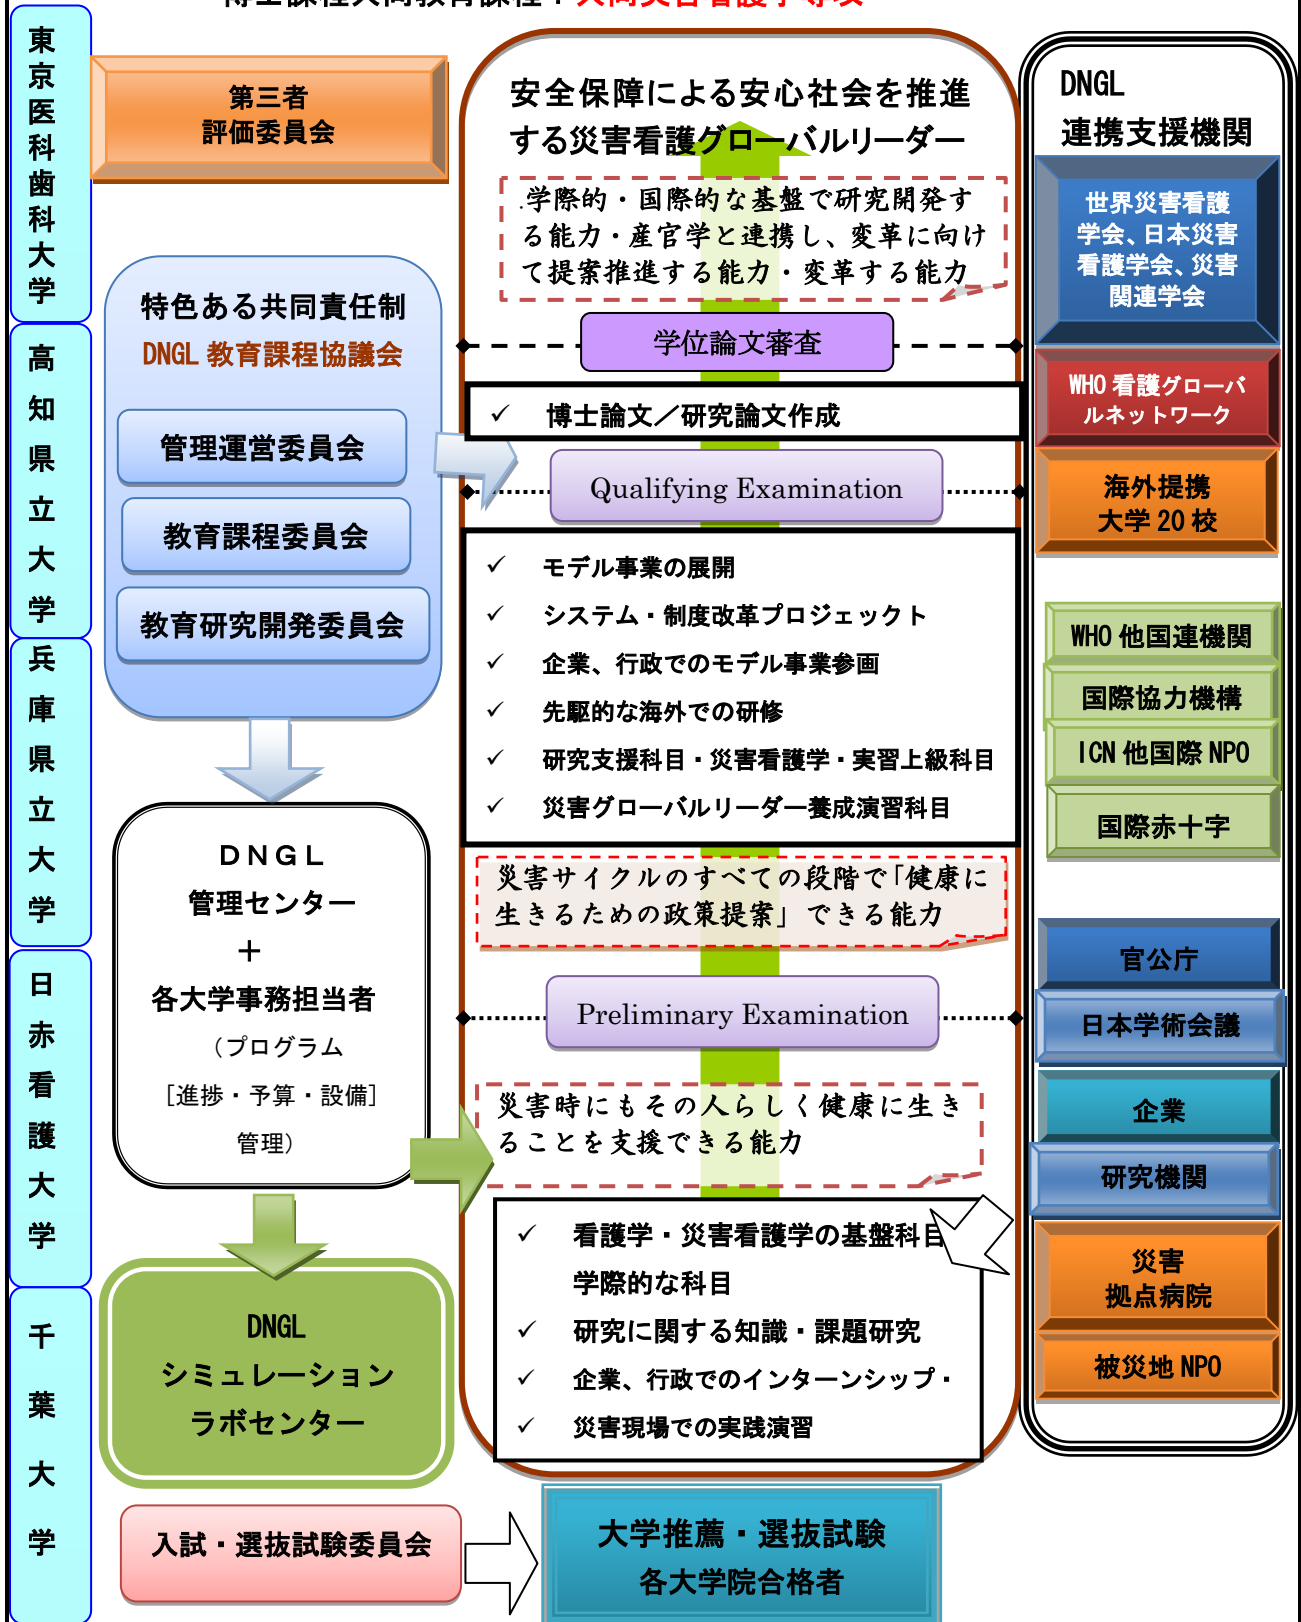 博士課程共同教育課程：共同災害看護学専攻
東京医科歯科大学
高知県立大学
兵庫県立大学
日赤看護大学
千葉大学
第三者
評価委員会
特色ある共同責任制
DNGL 教育課程協議会
管理運営委員会
教育課程委員会
教育研究開発委員会
ＤＮＧＬ
管理センター
＋
各大学事務担当者
（プログラム
［進捗・予算・設備］
管理）
DNGL
シミュレーション
ラボセンター
入試・選抜試験委員会
安全保障による安心社会を推進
する災害看護グローバルリーダー
.学際的・国際的な基盤で研究開発す
る能力・産官学と連携し、変革に向け
て提案推進する能力・変革する能力
学位論文審査
✓ 博士論文／研究論文作成
Qualifying Examination
✓ モデル事業の展開
✓ システム・制度改革プロジェックト
✓ 企業、行政でのモデル事業参画
✓ 先駆的な海外での研修
✓ 研究支援科目・災害看護学・実習上級科目
✓ 災害グローバルリーダー養成演習科目
災害サイクルのすべての段階で「健康に
生きるための政策提案」できる能力
Preliminary Examination
災害時にもその人らしく健康に生き
ることを支援できる能力
✓ 看護学・災害看護学の基盤科目
学際的な科目
✓ 研究に関する知識・課題研究
✓ 企業、行政でのインターンシップ・
✓ 災害現場での実践演習
大学推薦・選抜試験
各大学院合格者
DNGL
連携支援機関
世界災害看護
学会、日本災害
看護学会、災害
関連学会
WHO 看護グローバ
ルネットワーク
海外提携
大学 20 校
WHO 他国連機関
国際協力機構
ICN 他国際 NPO
国際赤十字
官公庁
日本学術会議
企業
研究機関
災害
拠点病院
被災地 NPO